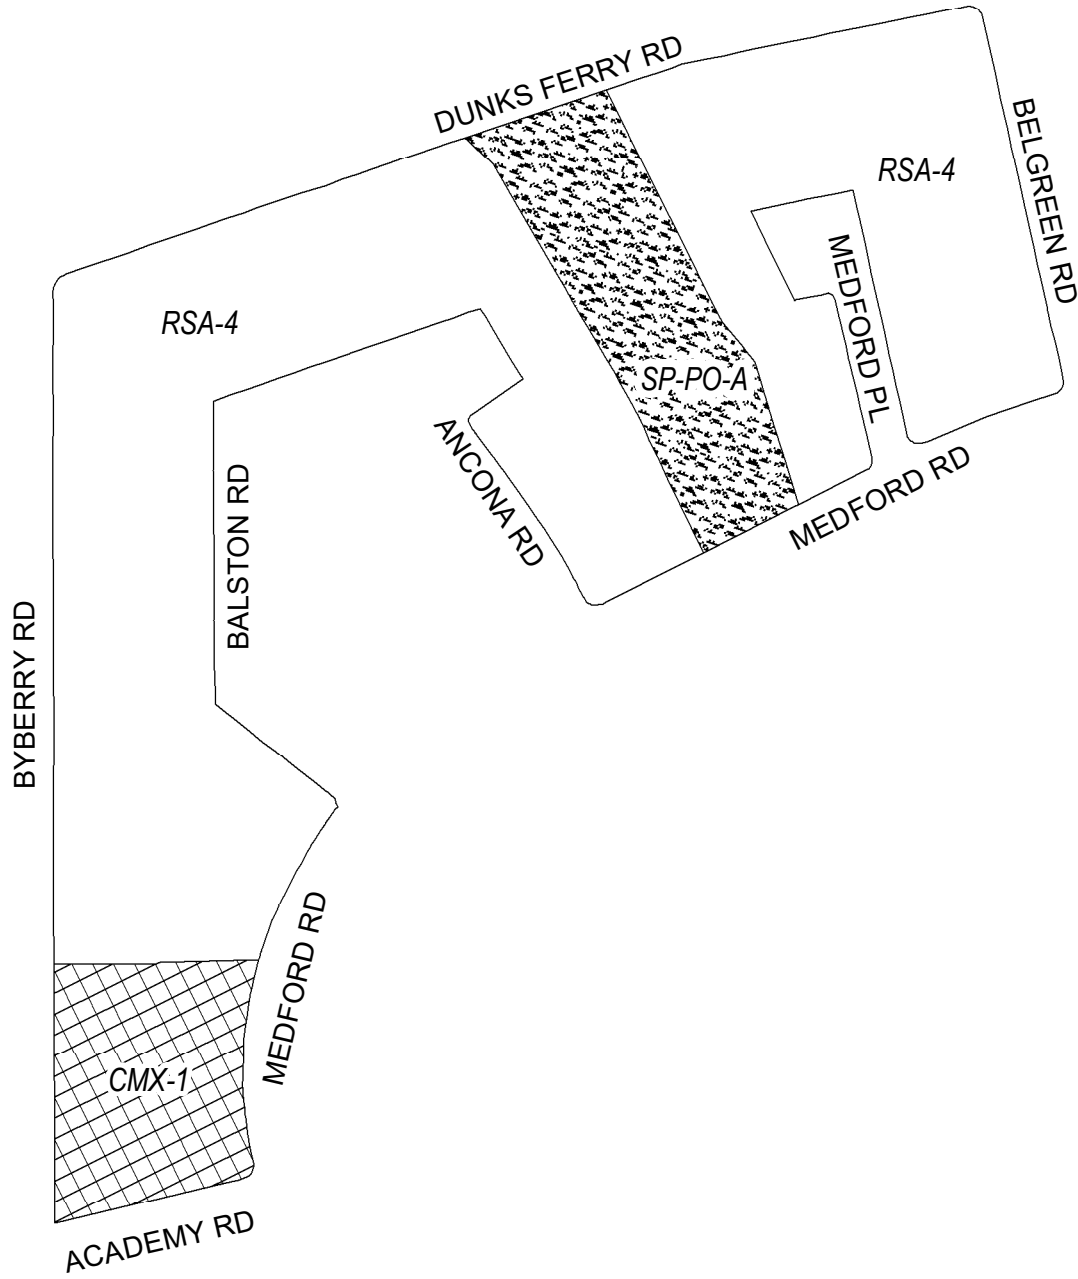 DUNKS FERRY RD
BELGREEN RD
RSA-4
MEDFORD PL
RSA-4
SP-PO-A
ANCONA RD
MEDFORD RD
BALSTON RD
BYBERRY RD
MEDFORD RD
CMX-1
ACADEMY RD